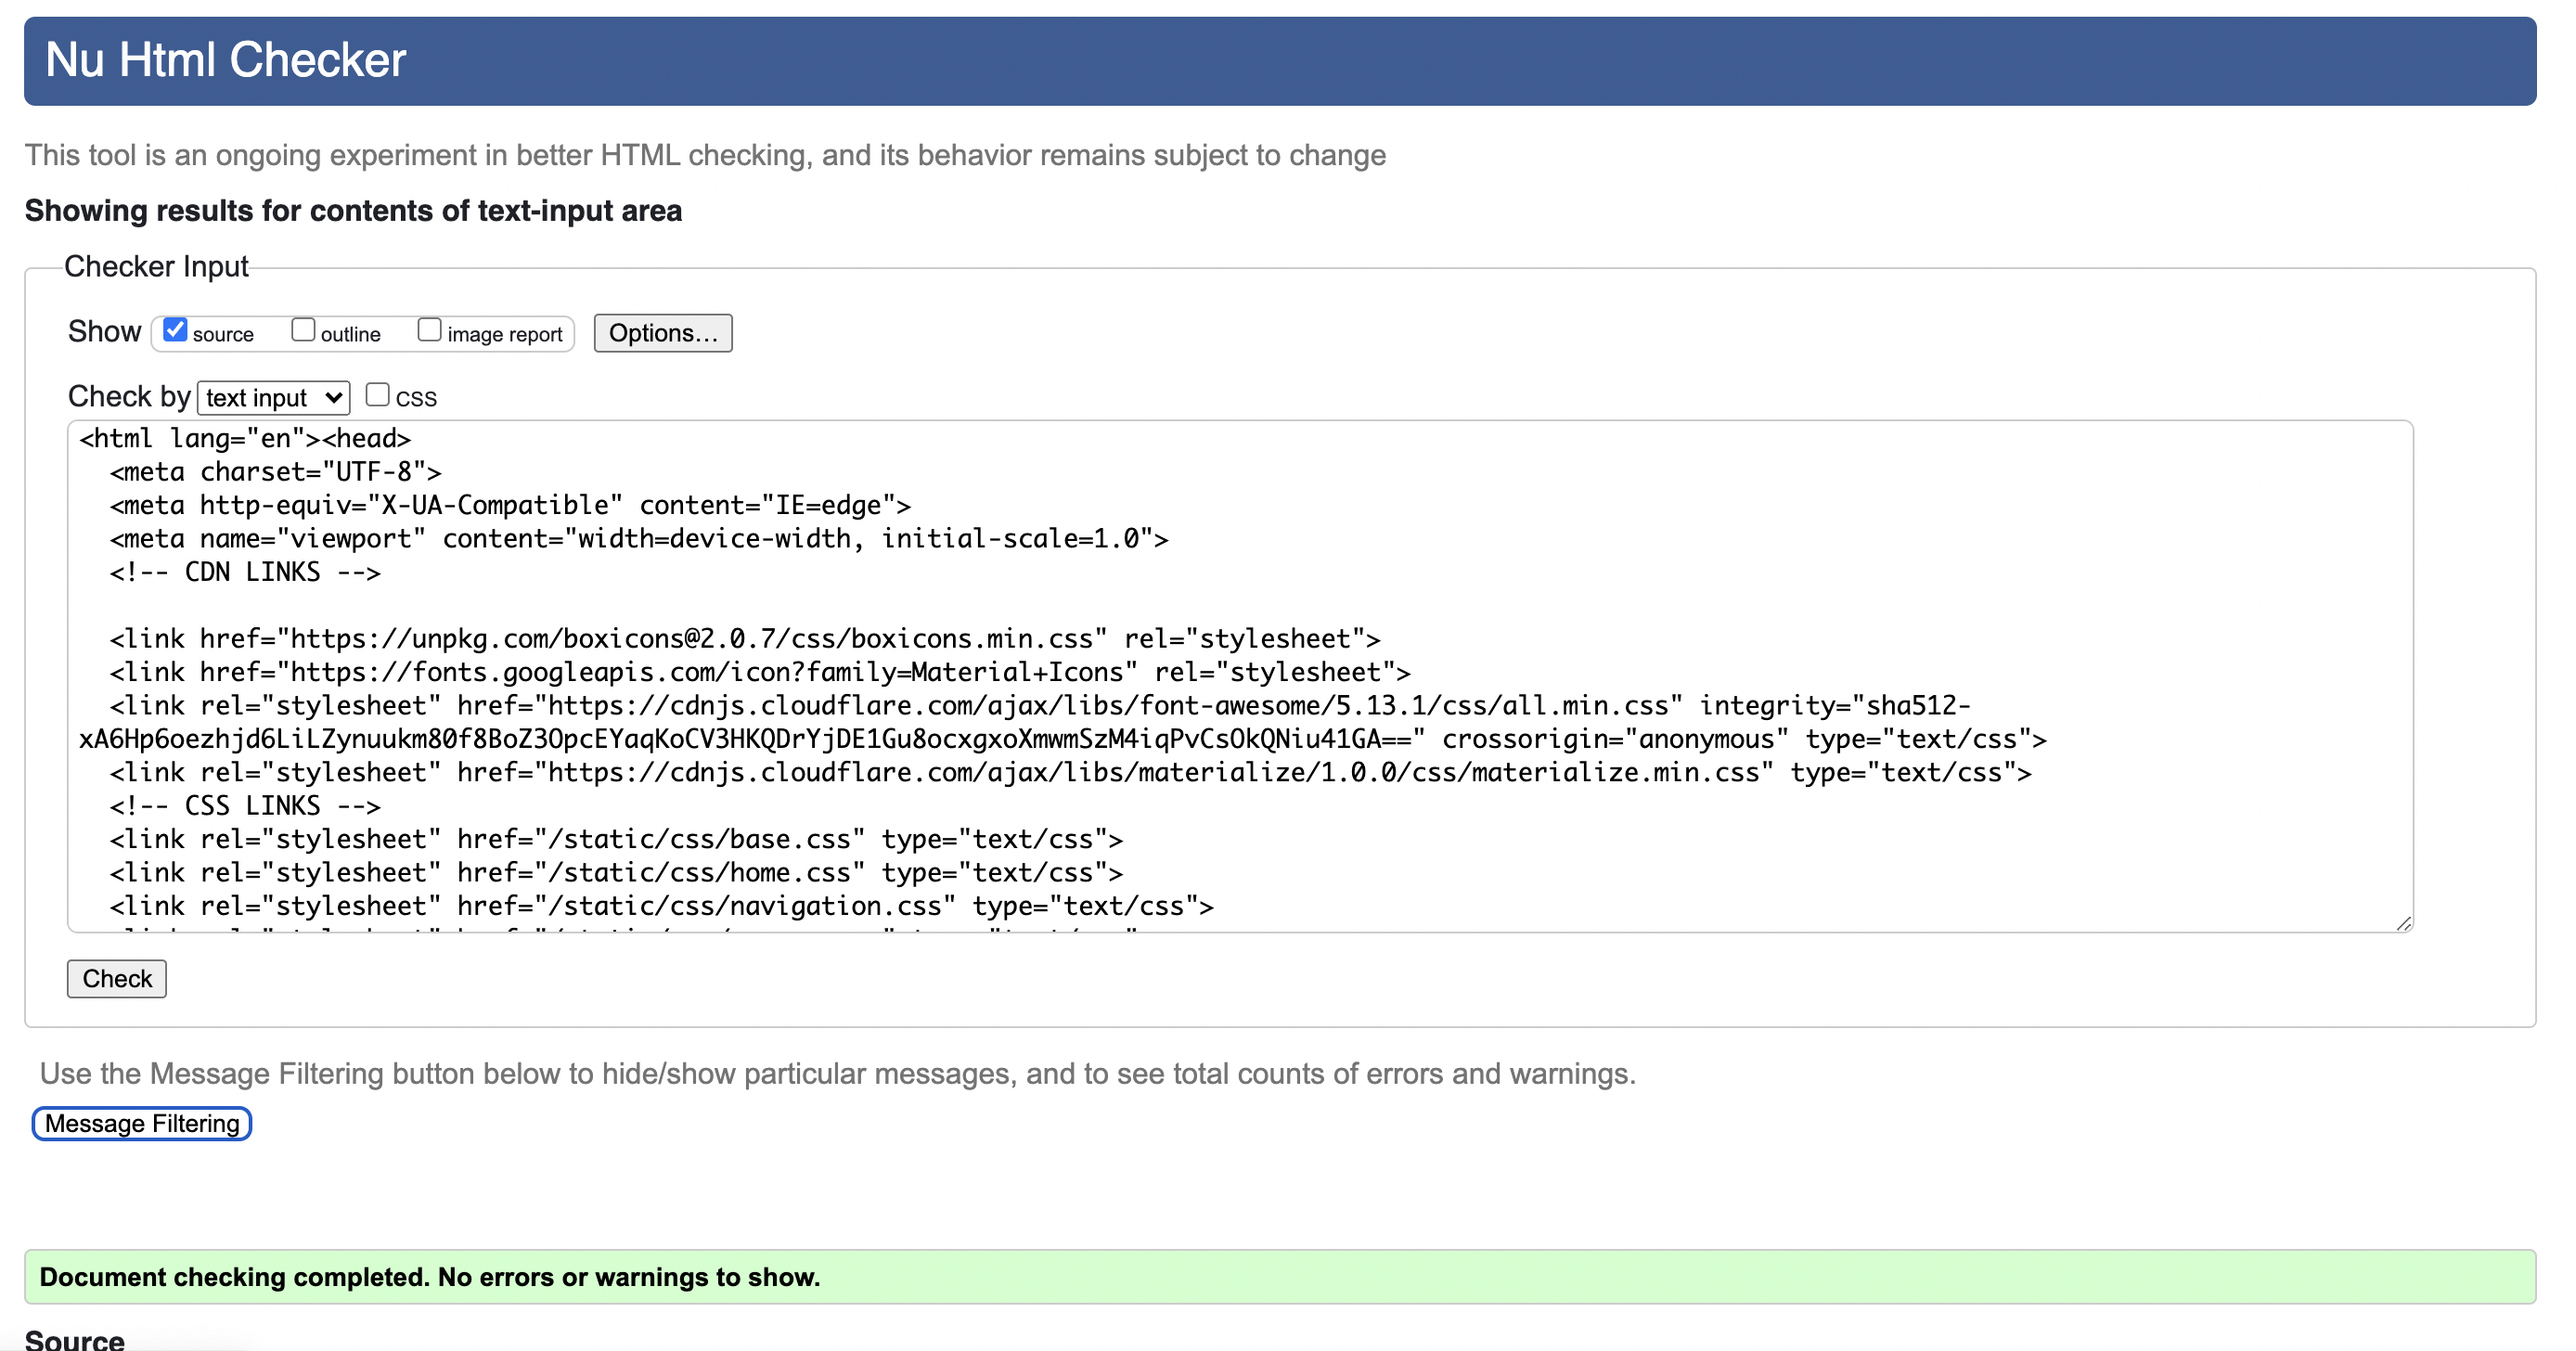 Nu Html Checker
This tool is an ongoing experiment in better HTML checking, and its behavior remains subject to change
Showing results for contents of text-input area
Checker Input
Show source outline image report Options...
Check by text input CSS
<html lang="en"><head>
<meta charset="UTF-8">
<meta http-equiv="X-UA-Compatible" content="IE=edge">
<meta name="viewport" content="width=device-width, initial-scale=1.0">
<!-- CDN LINKS -->
<link href="https://unpkg.com/boxicons@2.0.7/css/boxicons.min.css" rel="stylesheet">
<link href="https://fonts.googleapis.com/icon?family=Material+Icons" rel="stylesheet">
<link rel="stylesheet" href="https://cdnjs.cloudflare.com/ajax/libs/font-awesome/5.13.1/css/all.min.css" integrity="sha512-
xA6Hp6oezhjd6LiLZynuukm80f8BoZ3OpcEYaqKoCV3HKQDrYjDE1Gu8ocxgxoXmwmSzM4iqPvCsOkQNiu41GA==" crossorigin="anonymous" type="text/css">
<link rel="stylesheet" href="https://cdnjs.cloudflare.com/ajax/libs/materialize/1.0.0/css/materialize.min.css" type="text/css">
<!-- CSS LINKS -->
<link rel="stylesheet" href="/static/css/base.css" type="text/css">
<link rel="stylesheet" href="/static/css/home.css" type="text/css">
<link rel="stylesheet" href="/static/css/navigation.css" type="text/css">
Check
Use the Message Filtering button below to hide/show particular messages, and to see total counts of errors and warnings.
Message Filtering
Document checking completed. No errors or warnings to show.
Source